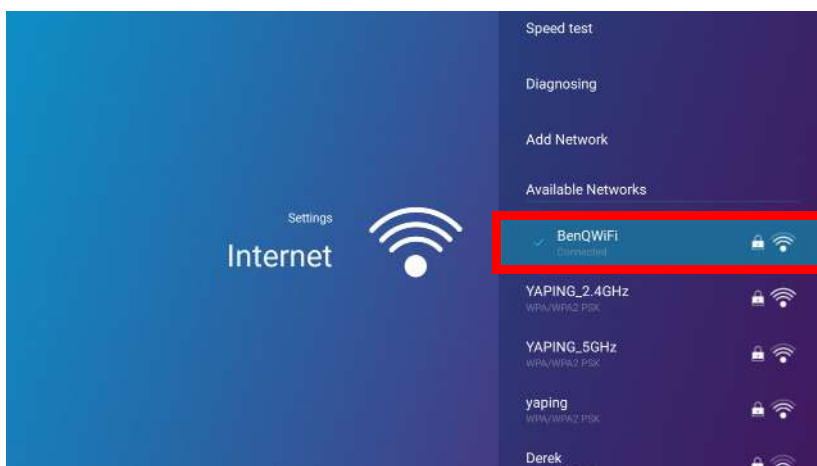 Speed test
Diagnosing
Add Network
Available Networks
Settings
Internet
BenQWiFi
Connected
YAPING_2.4GHz
WPA/WPA2 PSK
YAPING_5GHz
WPA/WPA2 PSK
yaping
WPA/WPA2 PSK
Derek